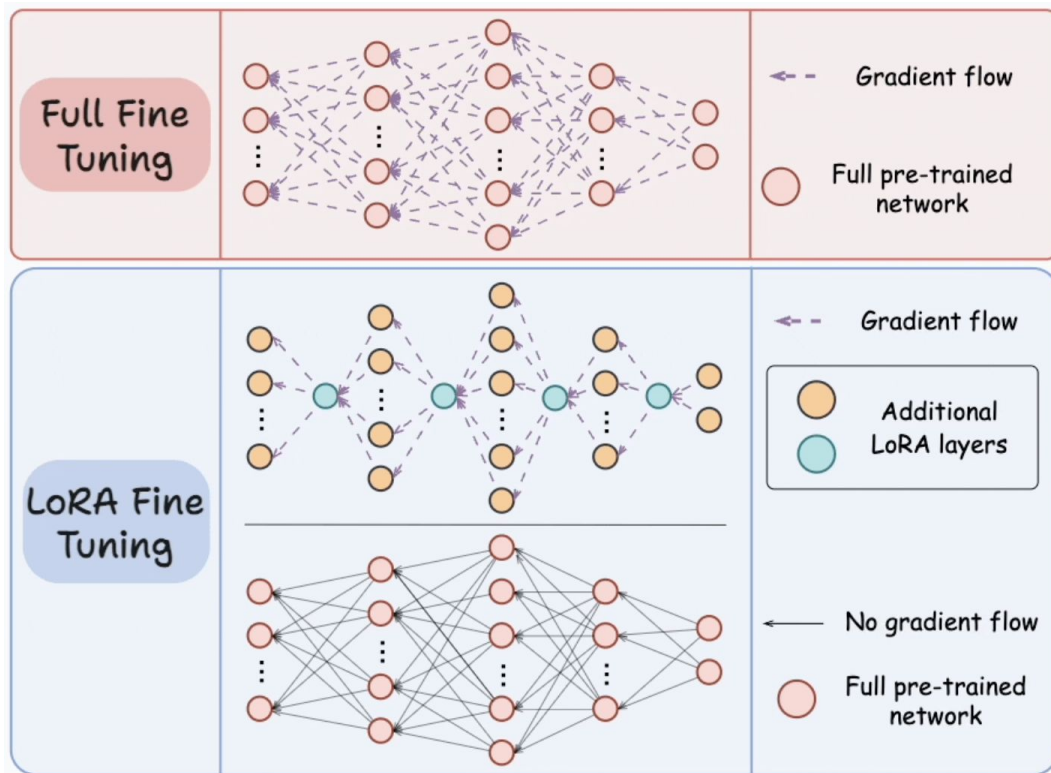 Full Fine
Tuning
Gradient flow
Full pre-trained
network
LoRA Fine
Tuning
Gradient flow
Additional
LoRA layers
No gradient flow
Full pre-trained
network